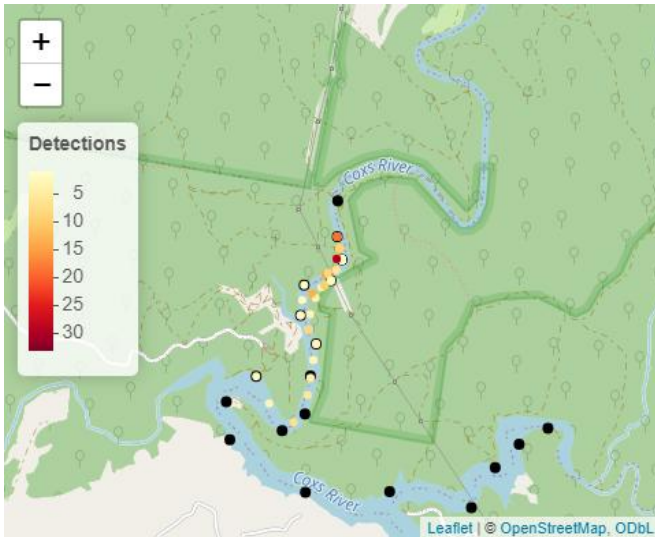 +
−
Detections
5
10
15
20
25
30
Coxs River
Coxs River
Leaflet | © OpenStreetMap, ODbL